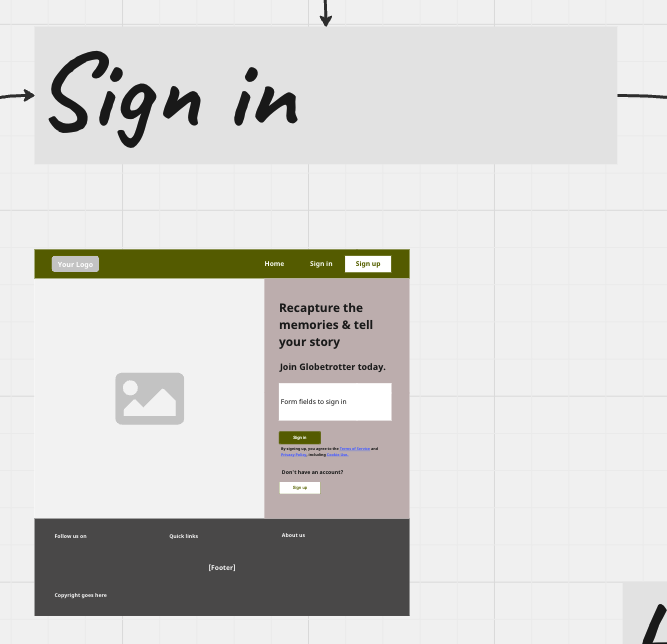 Sign in
Your Logo
Home
Sign in
Sign up
Recapture the
memories & tell
your story
Join Globetrotter today.
Form fields to sign in
Sign in
By signing up, you agree to the Terms of Service and
Privacy Policy, including Cookie Use.
Don't have an account?
Sign up
Follow us on
Quick links
About us
[Footer]
Copyright goes here